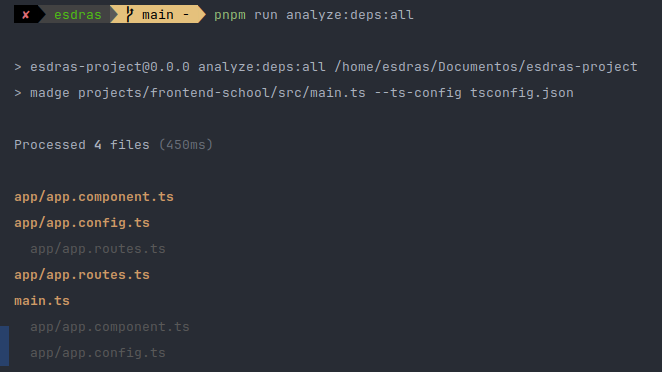 ✘ esdras main - pnpm run analyze:deps:all
> esdras-project@0.0.0 analyze:deps:all /home/esdras/Documentos/esdras-project
> madge projects/frontend-school/src/main.ts --ts-config tsconfig.json
Processed 4 files (450ms)
app/app.component.ts
app/app.config.ts
app/app.routes.ts
app/app.routes.ts
main.ts
app/app.component.ts
app/app.config.ts